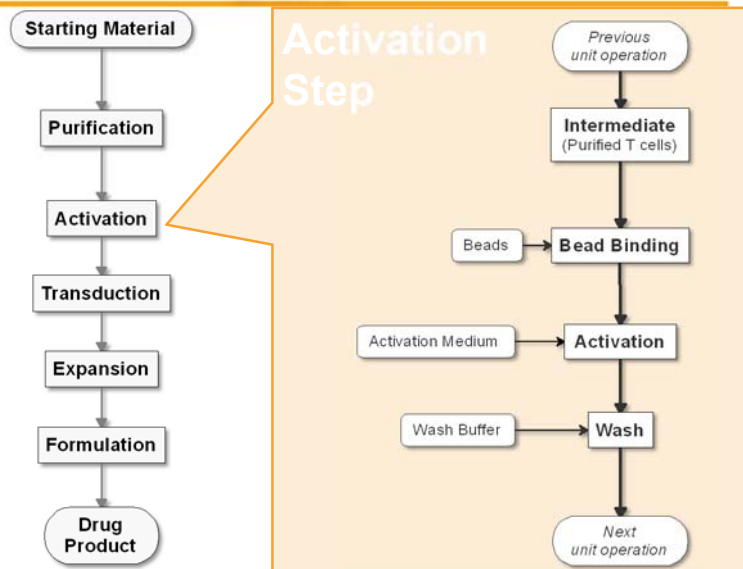 Starting Material
Purification
Activation
Transduction
Expansion
Formulation
Drug
Product
Activation
Step
Previous
unit operation
Intermediate
(Purified T cells)
Beads
Bead Binding
Activation Medium
Activation
Wash Buffer
Wash
Next
unit operation